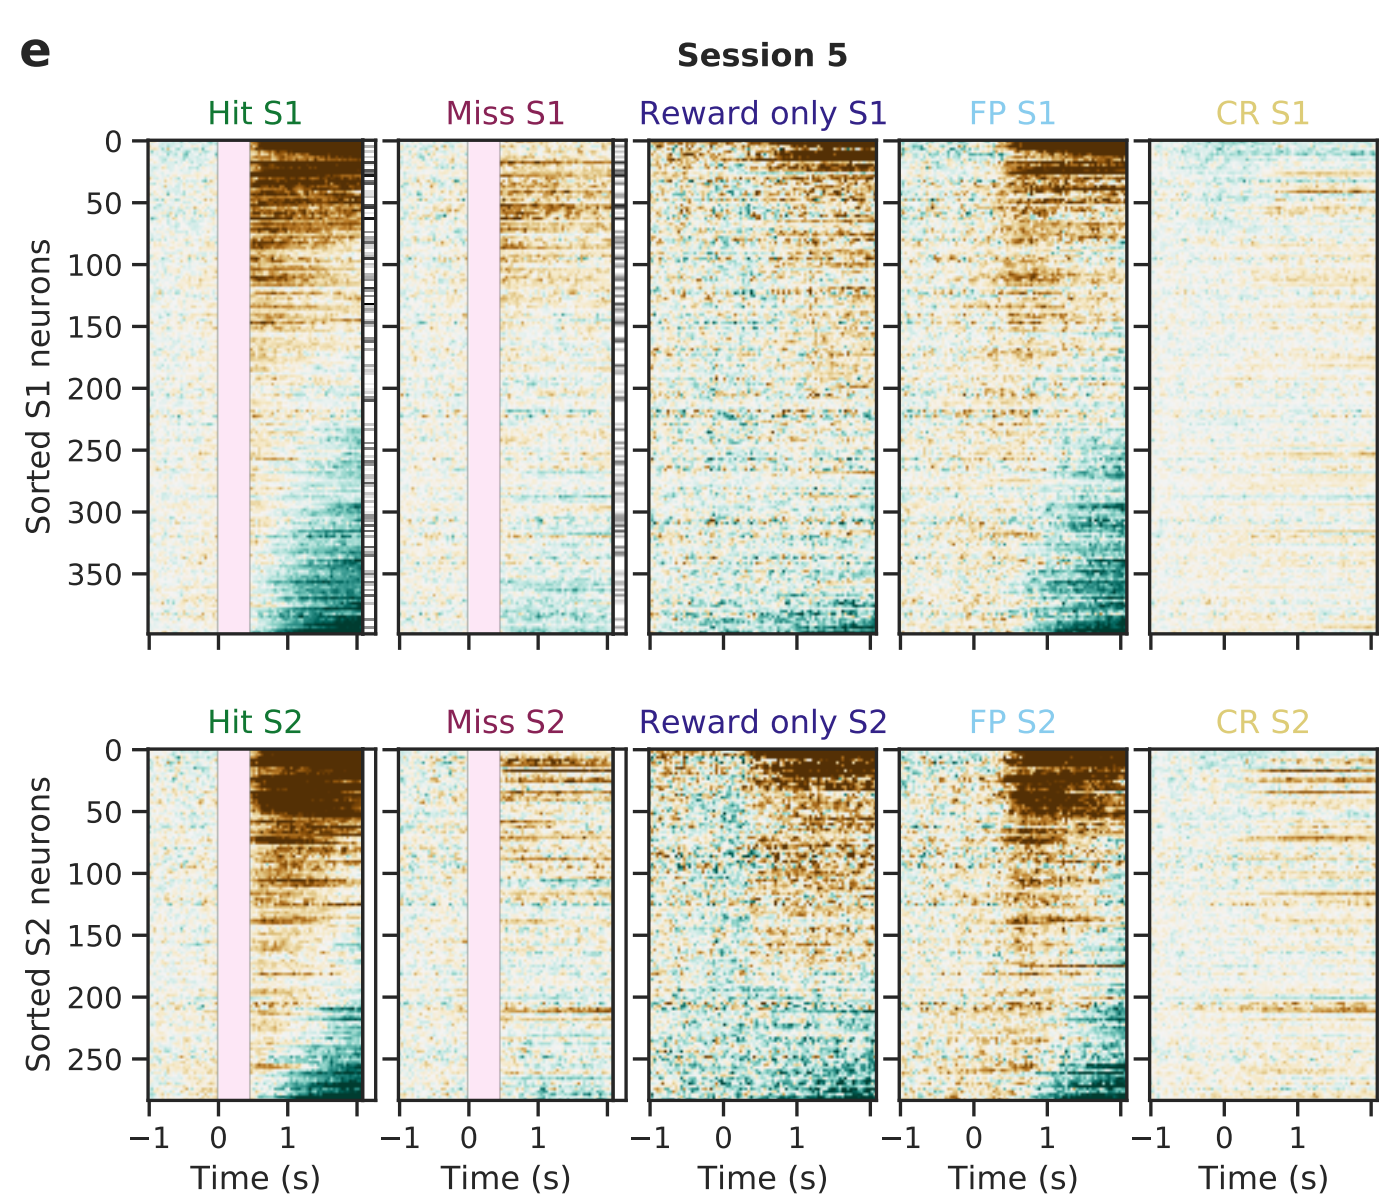 e
Session 5
Hit S1 Miss S1 Reward only S1 FP S1 CR S1
Sorted S1 neurons
0
50
100
150
200
250
300
350
Hit S2 Miss S2 Reward only S2 FP S2 CR S2
Sorted S2 neurons
0
50
100
150
200
250
−1 0 1 −1 0 1 −1 0 1 −1 0 1 −1 0 1
Time (s) Time (s) Time (s) Time (s) Time (s)